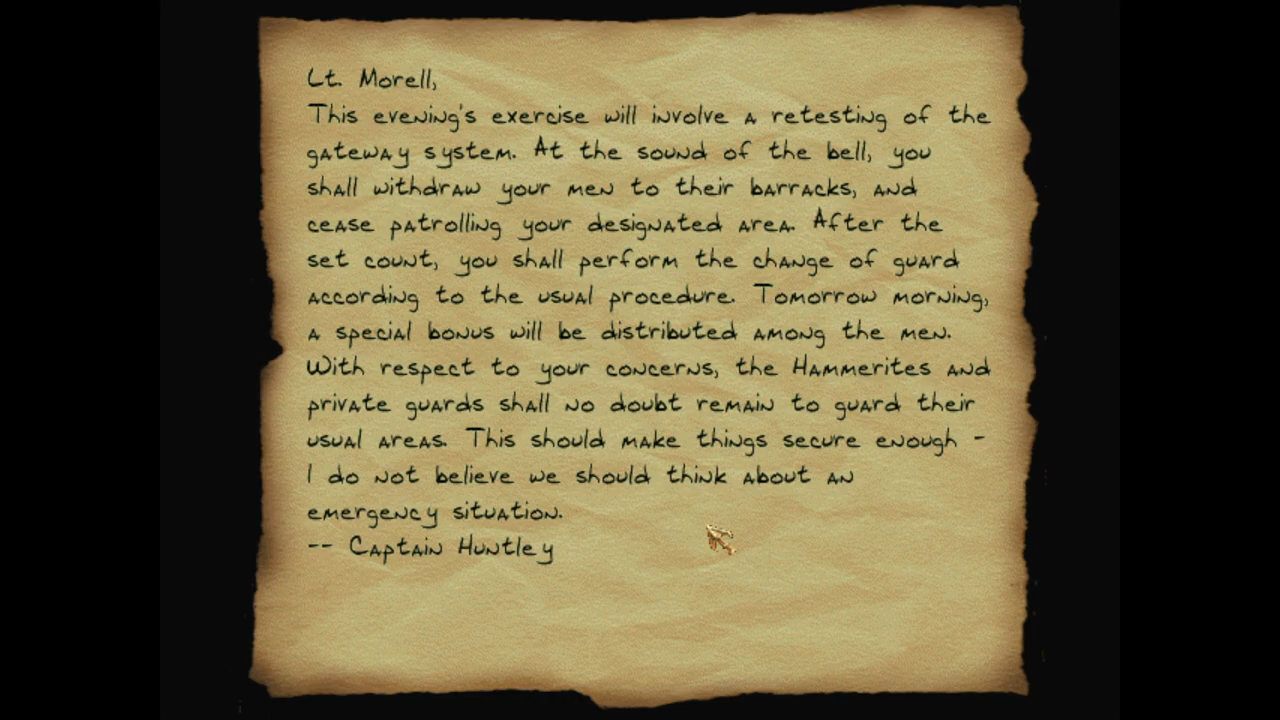 Lt. Morell,
This evening's exercise will involve a retesting of the
gateway system. At the sound of the bell, you
shall withdraw your men to their barracks, and
cease patrolling your designated area. After the
set count, you shall perform the change of guard
according to the usual procedure. Tomorrow morning,
a special bonus will be distributed among the men.
With respect to your concerns, the Hammerites and
private guards shall no doubt remain to guard their
usual areas. This should make things secure enough -
I do not believe we should think about an
emergency situation.
-- Captain Huntley